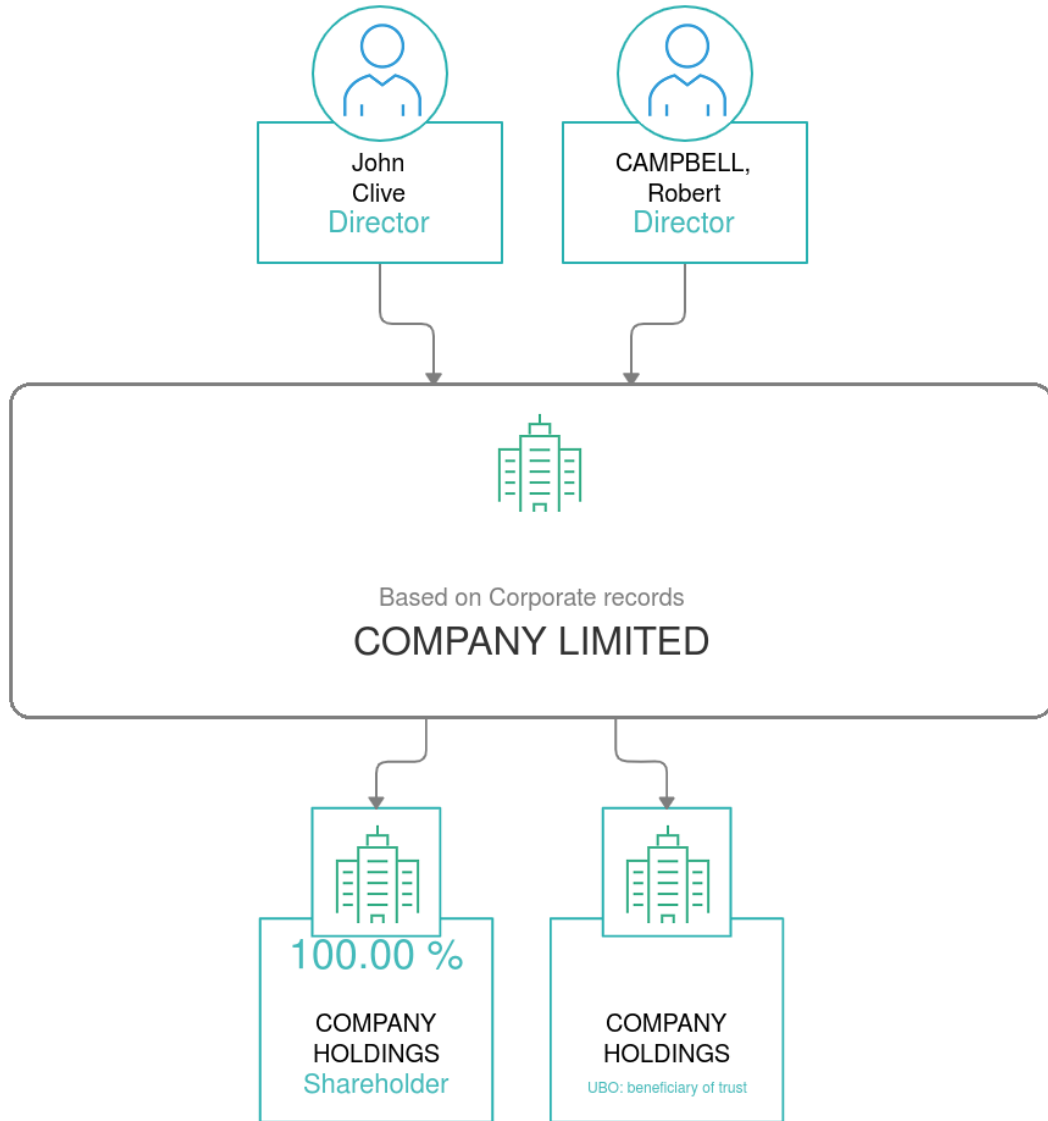 John
Clive
Director
CAMPBELL,
Robert
Director
Based on Corporate records
COMPANY LIMITED
100.00 %
COMPANY
HOLDINGS
Shareholder
COMPANY
HOLDINGS
UBO: beneficiary of trust